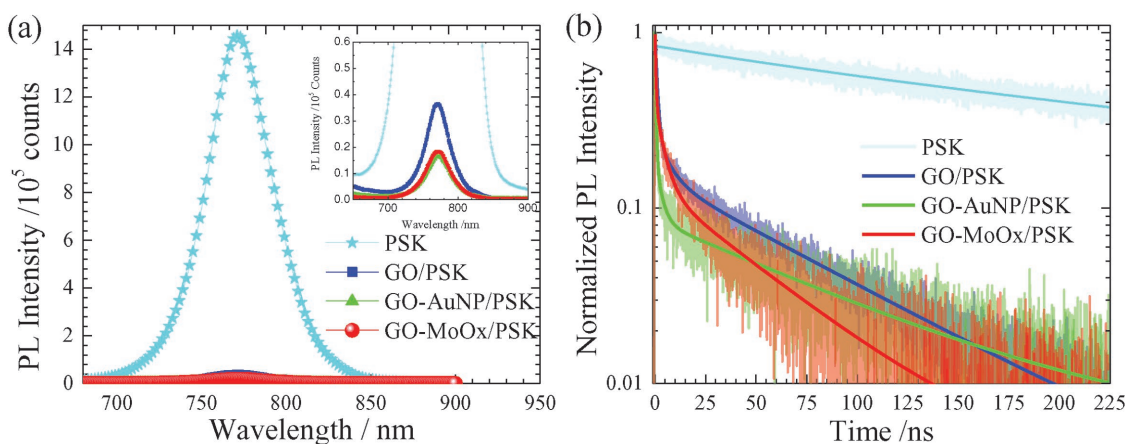 (a)
PL Intensity /10⁵ counts
14
12
10
8
6
4
2
0
700
750
800
850
900
950
Wavelength / nm
PL Intensity /10⁵ Counts
0.6
0.5
0.4
0.3
0.2
0.1
0.0
700
800
900
Wavelength /nm
PSK
GO/PSK
GO-AuNP/PSK
GO-MoOx/PSK
(b)
Normalized PL Intensity
1
0.1
0.01
0
25
50
75
100
125
150
175
200
225
Time /ns
PSK
GO/PSK
GO-AuNP/PSK
GO-MoOx/PSK